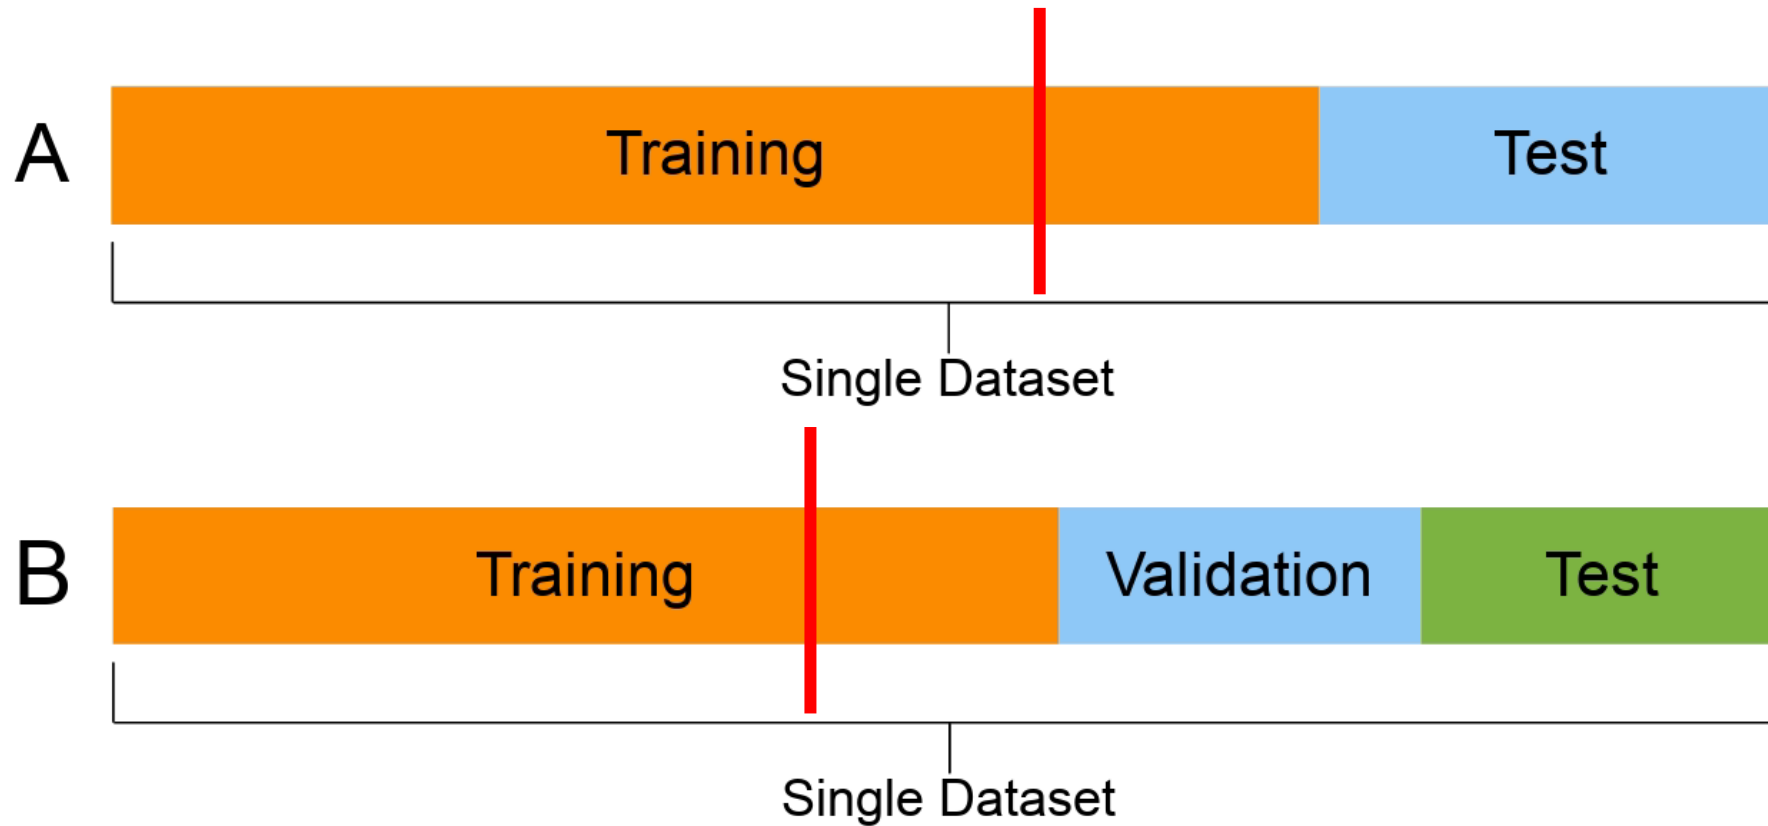 A
Training
Test
Single Dataset
B
Training
Validation
Test
Single Dataset